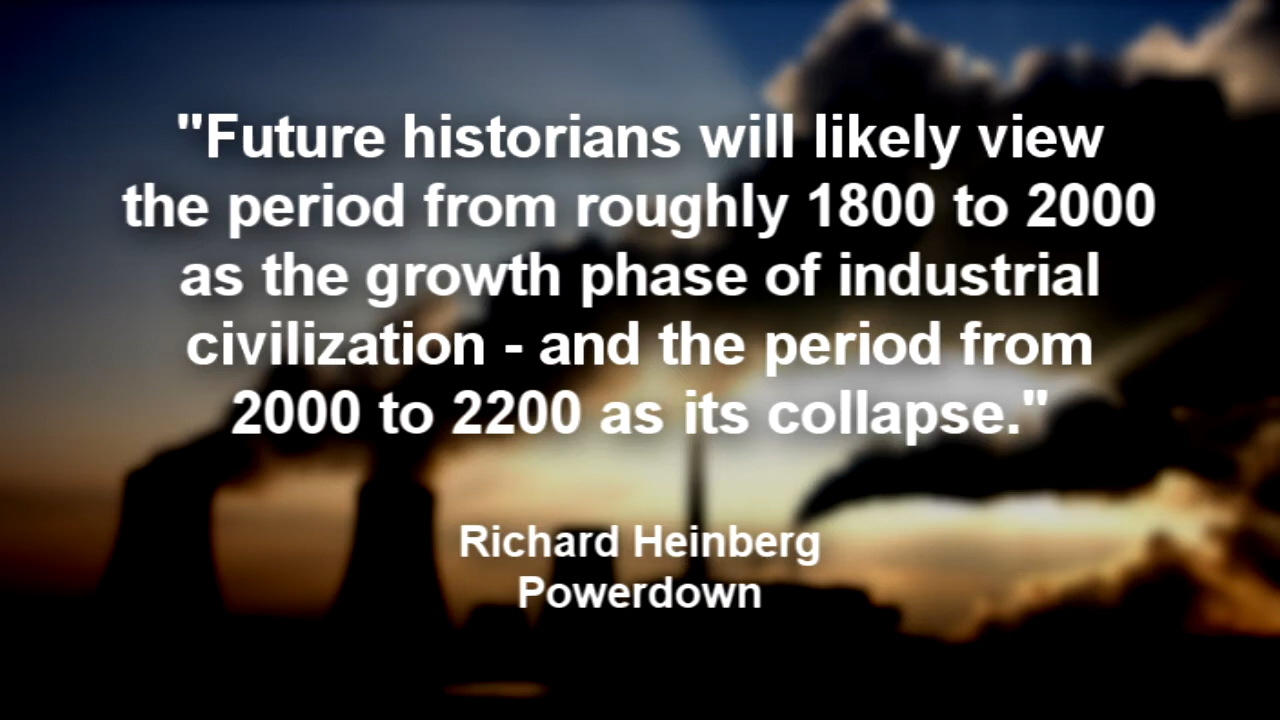 "Future historians will likely view
the period from roughly 1800 to 2000
as the growth phase of industrial
civilization - and the period from
2000 to 2200 as its collapse."
Richard Heinberg
Powerdown